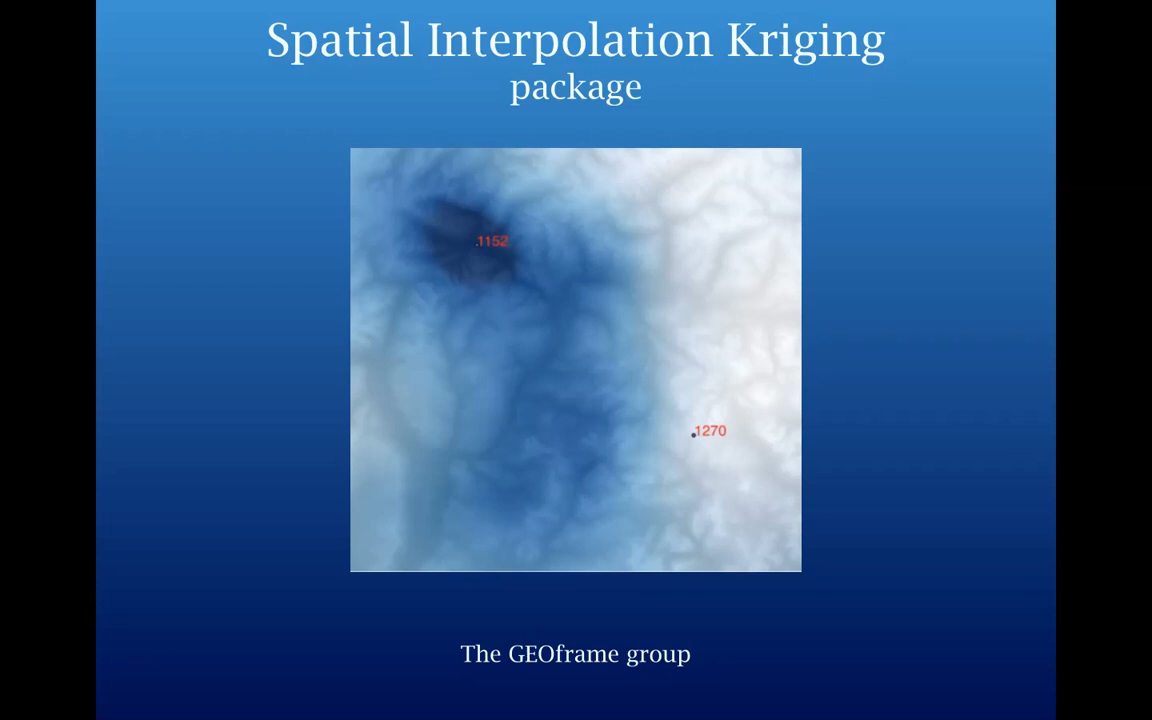 Spatial Interpolation Kriging
package
1152
1270
The GEOframe group